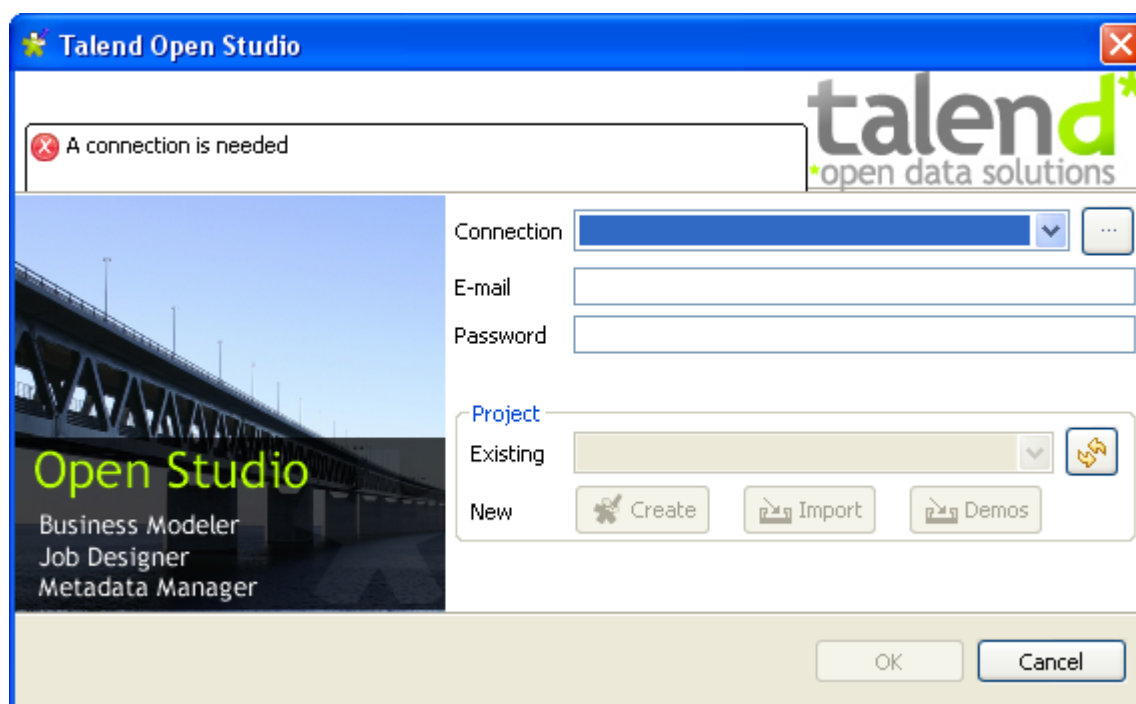 Talend Open Studio
talend*
A connection is needed
*open data solutions
Connection
...
E-mail
Password
Project
Existing
New
Create
Import
Demos
Open Studio
Business Modeler
Job Designer
Metadata Manager
OK
Cancel